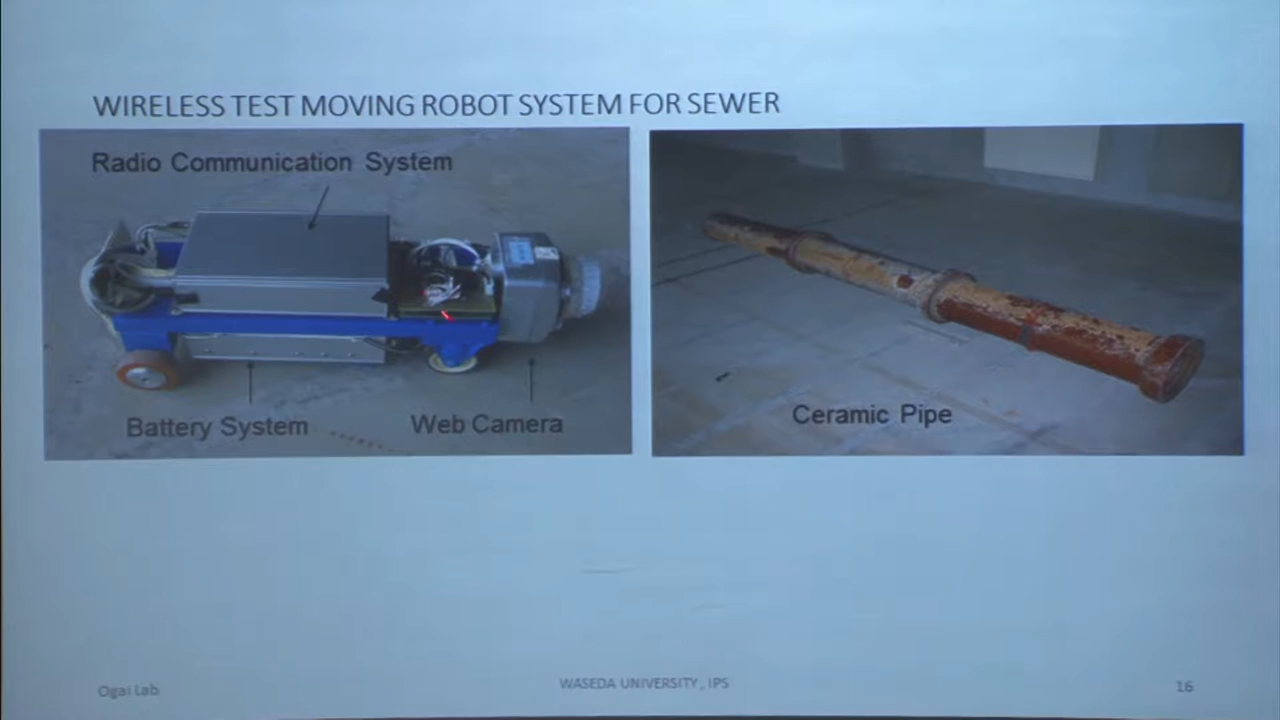 WIRELESS TEST MOVING ROBOT SYSTEM FOR SEWER
Radio Communication System
Battery System
Web Camera
Ceramic Pipe
Ogai Lab
WASEDA UNIVERSITY, IPS
16